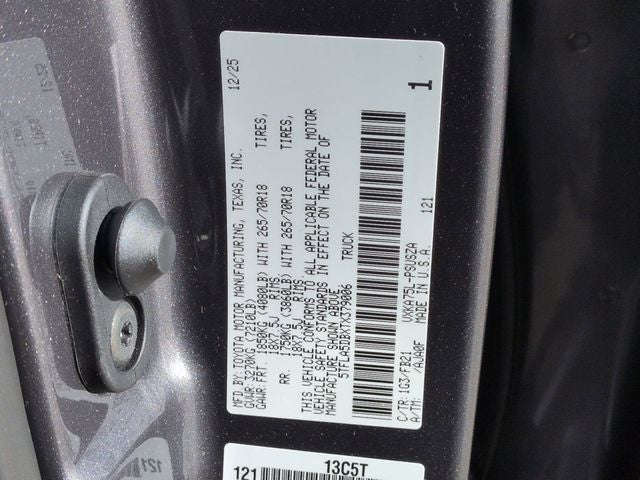 MFD. BY: TOYOTA MOTOR MANUFACTURING, TEXAS, INC. 12/25
GVWR: 3270KG (7210LB)
GAWR: FRT 1850KG (4080LB) WITH 265/70R18 TIRES,
18X7.5J RIMS
RR. 1750KG (3860LB) WITH 265/70R18 TIRES,
18X7.5J RIMS
THIS VEHICLE CONFORMS TO ALL APPLICABLE FEDERAL MOTOR
VEHICLE SAFETY STANDARDS IN EFFECT ON THE DATE OF
MANUFACTURE SHOWN ABOVE.
TRUCK
C/TR: 1G3/FB21 VXKA75L-PSUSZA 121
A/TM: /AJA0F MADE IN U.S.A.
1
121 13C5T
121